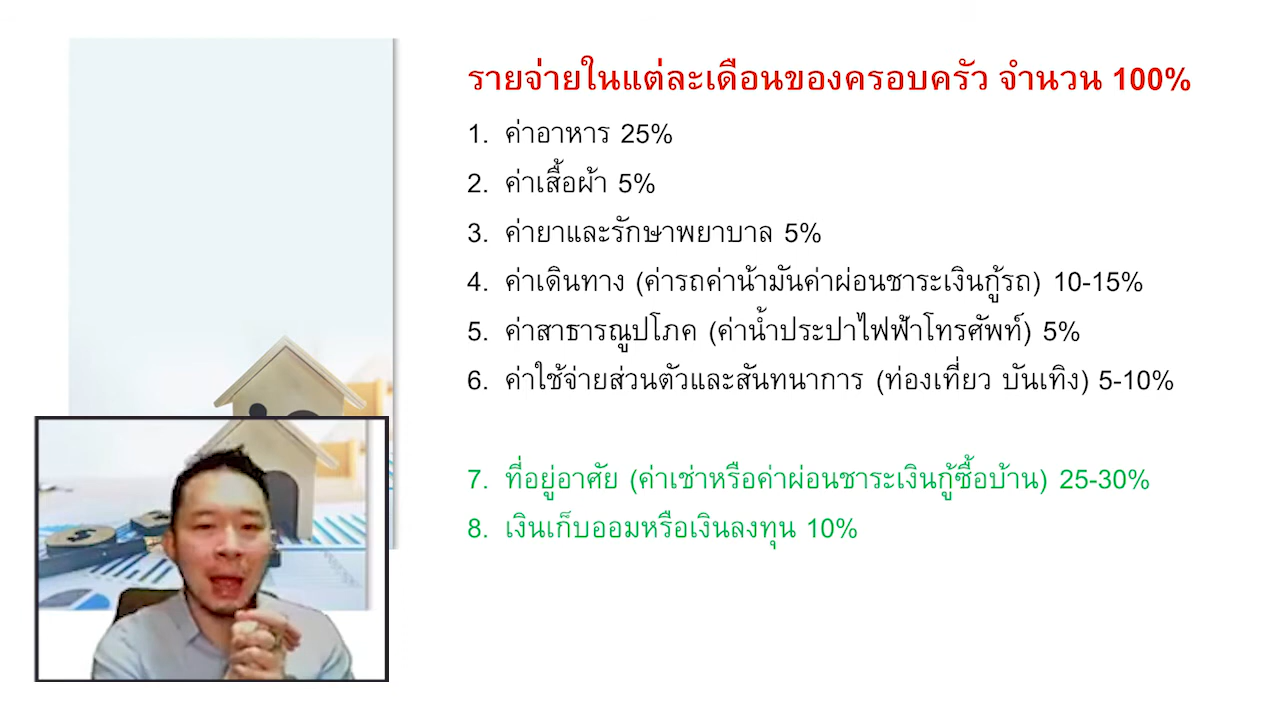 รายจ่ายในแต่ละเดือนของครอบครัว จำนวน 100%
1. ค่าอาหาร 25%
2. ค่าเสื้อผ้า 5%
3. ค่ายาและรักษาพยาบาล 5%
4. ค่าเดินทาง (ค่ารถค่าน้ามันค่าผ่อนชาระเงินกู้รถ) 10-15%
5. ค่าสาธารณูปโภค (ค่าน้ำประปาไฟฟ้าโทรศัพท์) 5%
6. ค่าใช้จ่ายส่วนตัวและสันทนาการ (ท่องเที่ยว บันเทิง) 5-10%
7. ที่อยู่อาศัย (ค่าเช่าหรือค่าผ่อนชาระเงินกู้ซื้อบ้าน) 25-30%
8. เงินเก็บออมหรือเงินลงทุน 10%